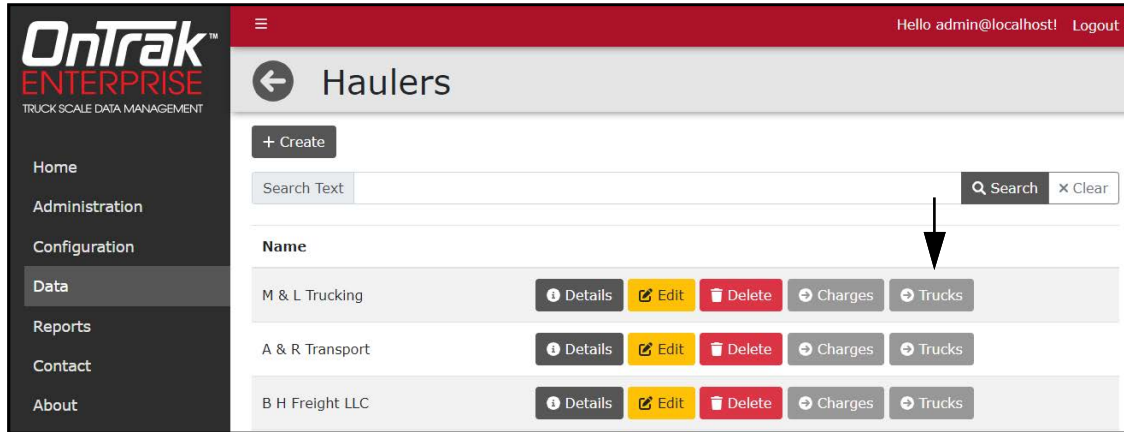 OnTrak™
ENTERPRISE
TRUCK SCALE DATA MANAGEMENT
Home
Administration
Configuration
Data
Reports
Contact
About
Hello admin@localhost! Logout
Haulers
+ Create
Search Text Search × Clear
Name
M & L Trucking Details Edit Delete Charges Trucks
A & R Transport Details Edit Delete Charges Trucks
B H Freight LLC Details Edit Delete Charges Trucks